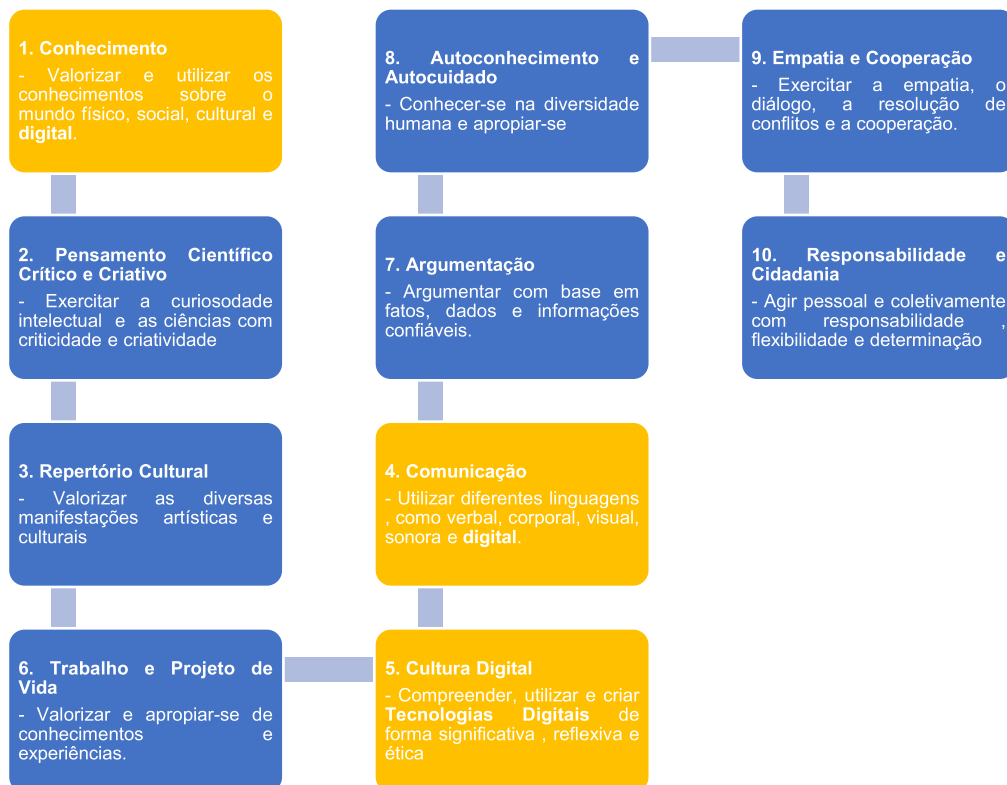 1. Conhecimento
- Valorizar e utilizar os
conhecimentos sobre o
mundo físico, social, cultural e
digital.
2. Pensamento Científico
Crítico e Criativo
- Exercitar a curiosodade
intelectual e as ciências com
criticidade e criatividade
3. Repertório Cultural
- Valorizar as diversas
manifestações artísticas e
culturais
6. Trabalho e Projeto de
Vida
- Valorizar e apropiar-se de
conhecimentos e
experiências.
5. Cultura Digital
- Compreender, utilizar e criar
Tecnologias Digitais de
forma significativa , reflexiva e
ética
4. Comunicação
- Utilizar diferentes linguagens
, como verbal, corporal, visual,
sonora e digital.
7. Argumentação
- Argumentar com base em
fatos, dados e informações
confiáveis.
8. Autoconhecimento e
Autocuidado
- Conhecer-se na diversidade
humana e apropiar-se
9. Empatia e Cooperação
- Exercitar a empatia, o
diálogo, a resolução de
conflitos e a cooperação.
10. Responsabilidade e
Cidadania
- Agir pessoal e coletivamente
com responsabilidade ,
flexibilidade e determinação